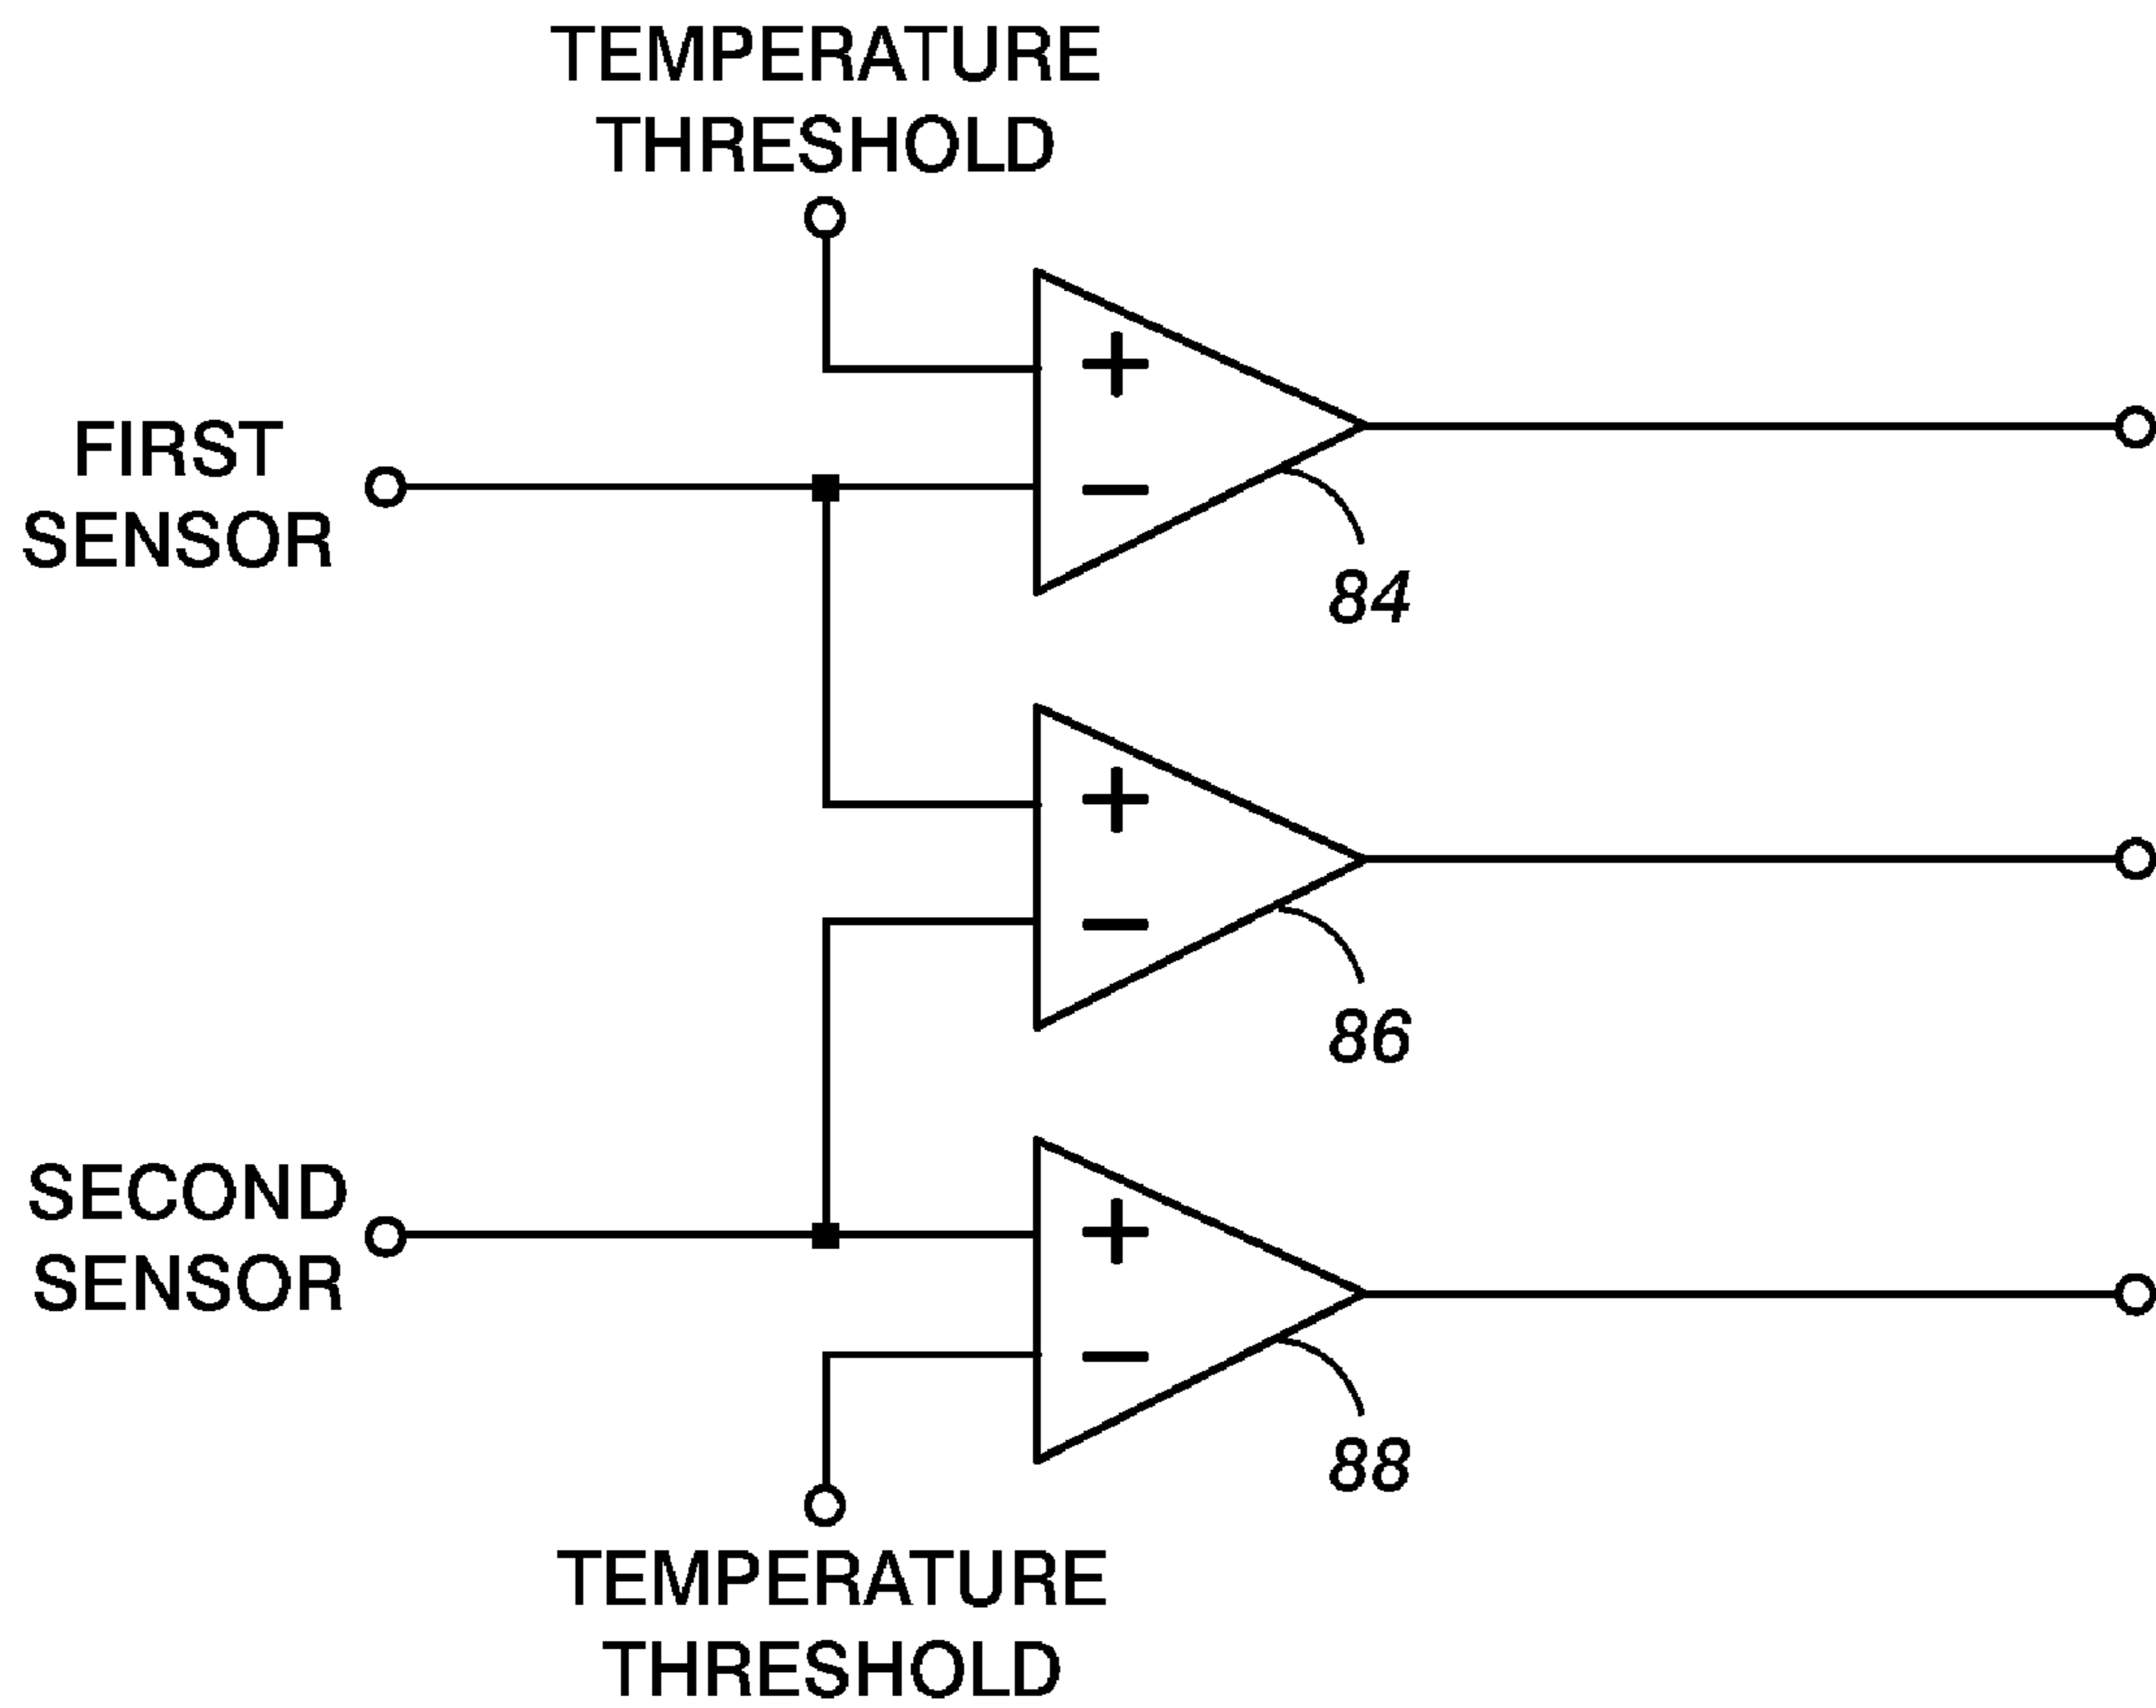 TEMPERATURE
THRESHOLD
+
FIRST
SENSOR
−
84
+
−
86
SECOND
SENSOR
+
−
88
TEMPERATURE
THRESHOLD